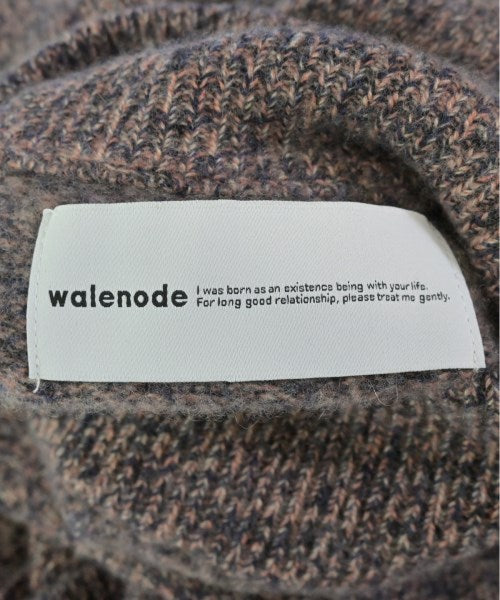 walenode
I was born as an existence being with your life.
For long good relationship, please treat me gently.